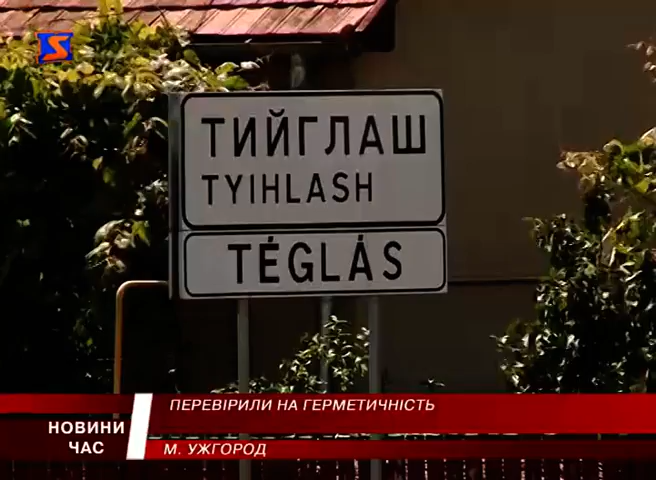 S
ТИЙГЛАШ
TYIHLASH
TÉGLÁS
ПЕРЕВІРИЛИ НА ГЕРМЕТИЧНІСТЬ
НОВИНИ
ЧАС
М. УЖГОРОД